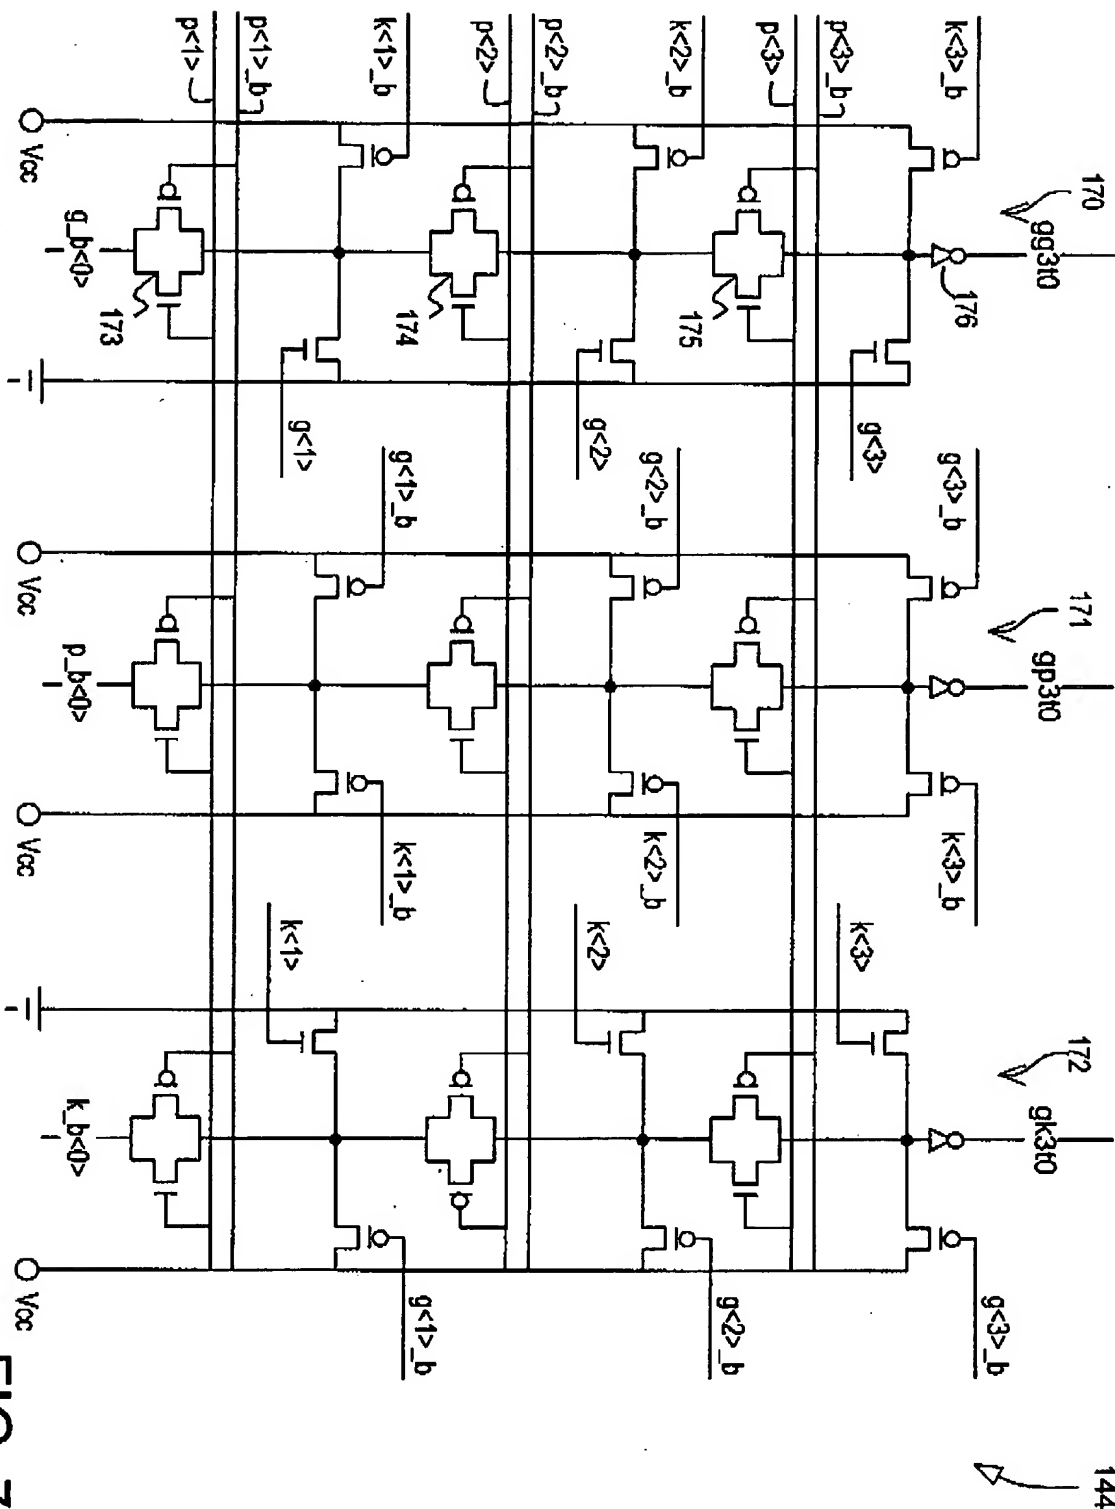 144
170
gg3t0
176
171
gp3t0
172
gk3t0
k<3>_b
p<3>_b
p<3>
k<2>_b
p<2>_b
p<2>
k<1>_b
p<1>_b
p<1>
175
174
173
g<3>
g<2>
g<1>
Vcc
g_b<0>
g<3>_b
g<2>_b
g<1>_b
k<3>_b
k<2>_b
k<1>_b
Vcc
p_b<0>
Vcc
k<3>
k<2>
k<1>
g<3>_b
g<2>_b
g<1>_b
k_b<0>
Vcc